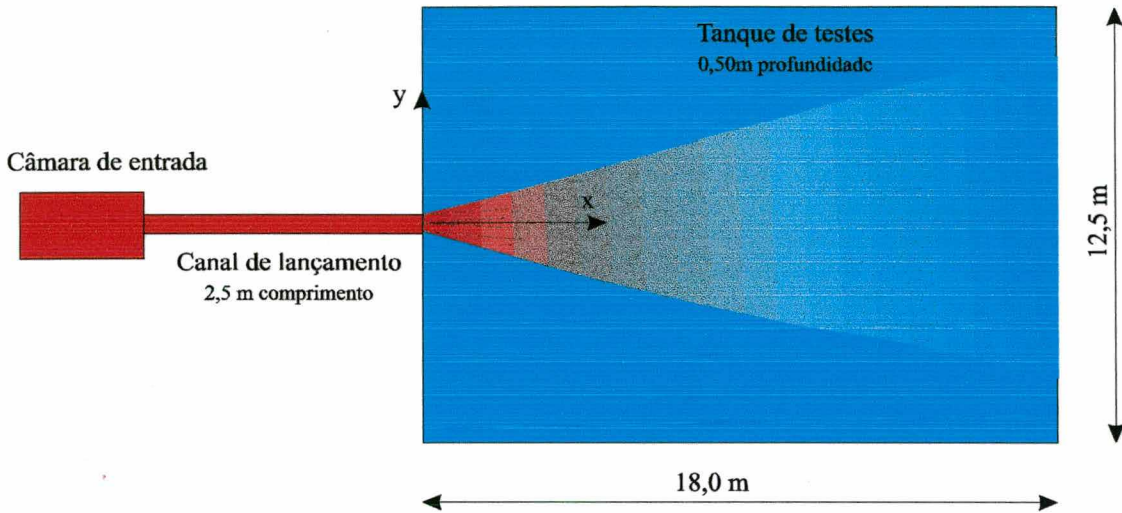 Tanque de testes
0,50m profundidade
y
Câmara de entrada
x
Canal de lançamento
2,5 m comprimento
12,5 m
18,0 m